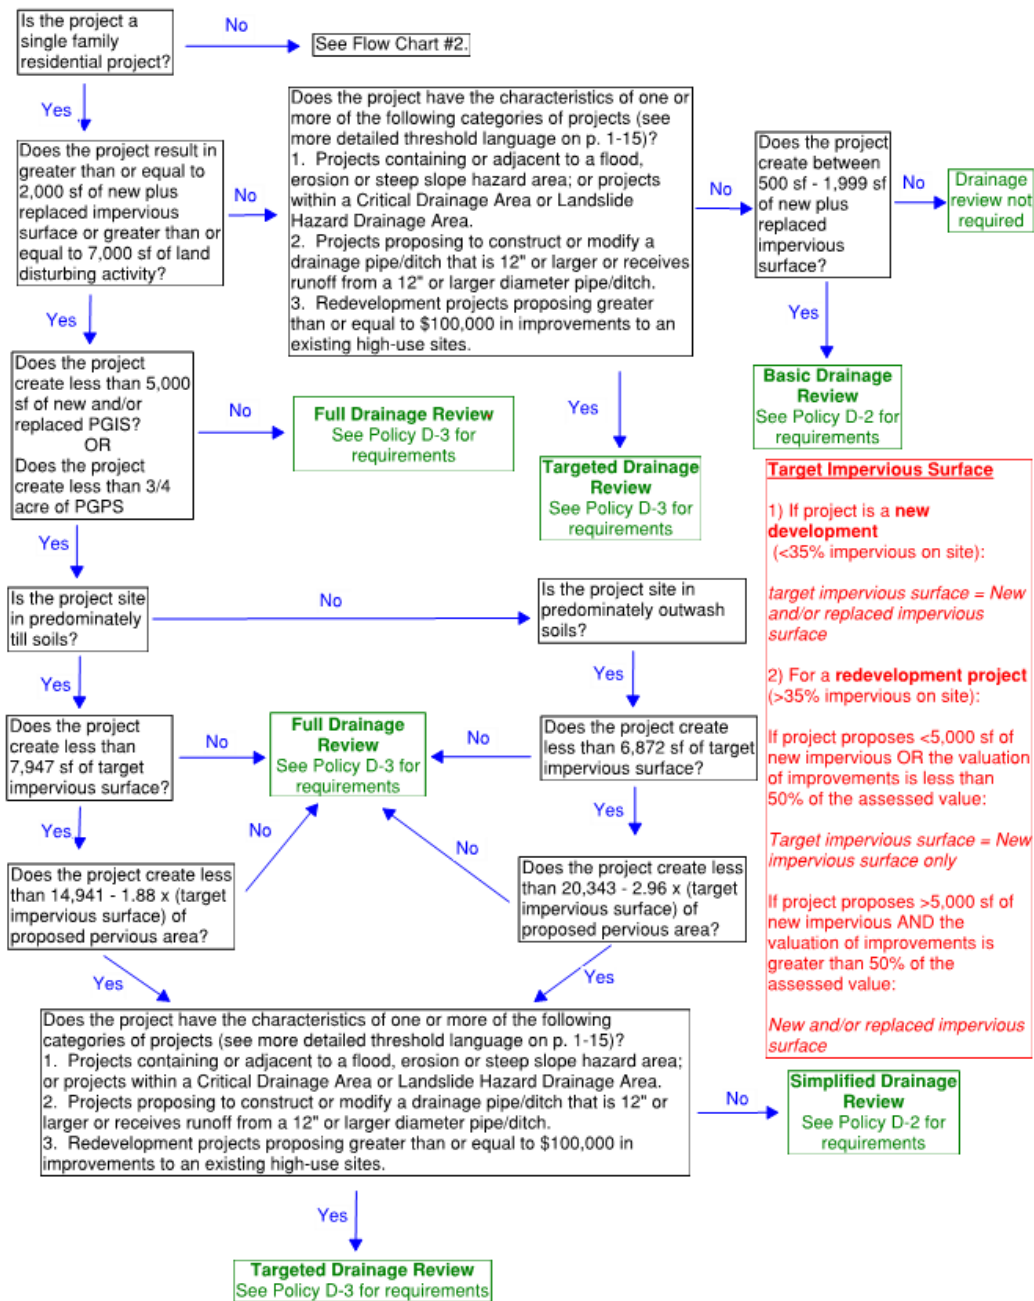 Is the project a
single family
residential project?
No
See Flow Chart #2.
Yes
Does the project result in
greater than or equal to
2,000 sf of new plus
replaced impervious
surface or greater than or
equal to 7,000 sf of land
disturbing activity?
No
Does the project have the characteristics of one or
more of the following categories of projects (see
more detailed threshold language on p. 1-15)?
1.  Projects containing or adjacent to a flood,
erosion or steep slope hazard area; or projects
within a Critical Drainage Area or Landslide
Hazard Drainage Area.
2.  Projects proposing to construct or modify a
drainage pipe/ditch that is 12" or larger or receives
runoff from a 12" or larger diameter pipe/ditch.
3.  Redevelopment projects proposing greater
than or equal to $100,000 in improvements to an
existing high-use sites.
No
Does the project
create between
500 sf - 1,999 sf
of new plus
replaced
impervious
surface?
No
Drainage
review not
required
Yes
Yes
Yes
Basic Drainage
Review
See Policy D-2 for
requirements
Does the project
create less than 5,000
sf of new and/or
replaced PGIS?
OR
Does the project
create less than 3/4
acre of PGPS
No
Full Drainage Review
See Policy D-3 for
requirements
Targeted Drainage
Review
See Policy D-3 for
requirements
Target Impervious Surface
1) If project is a new
development
(<35% impervious on site):
target impervious surface = New
and/or replaced impervious
surface
2) For a redevelopment project
(>35% impervious on site):
If project proposes <5,000 sf of
new impervious OR the valuation
of improvements is less than
50% of the assessed value:
Target impervious surface = New
impervious surface only
If project proposes >5,000 sf of
new impervious AND the
valuation of improvements is
greater than 50% of the
assessed value:
New and/or replaced impervious
surface
Yes
Is the project site
in predominately
till soils?
No
Is the project site in
predominately outwash
soils?
Yes
Yes
Does the project
create less than
7,947 sf of target
impervious surface?
No
Full Drainage
Review
See Policy D-3 for
requirements
No
Does the project create
less than 6,872 sf of target
impervious surface?
Yes
No
No
Yes
Does the project create less
than 14,941 - 1.88 x (target
impervious surface) of
proposed pervious area?
Does the project create less
than 20,343 - 2.96 x (target
impervious surface) of
proposed pervious area?
Yes
Yes
Does the project have the characteristics of one or more of the following
categories of projects (see more detailed threshold language on p. 1-15)?
1.  Projects containing or adjacent to a flood, erosion or steep slope hazard area;
or projects within a Critical Drainage Area or Landslide Hazard Drainage Area.
2.  Projects proposing to construct or modify a drainage pipe/ditch that is 12" or
larger or receives runoff from a 12" or larger diameter pipe/ditch.
3.  Redevelopment projects proposing greater than or equal to $100,000 in
improvements to an existing high-use sites.
No
Simplified Drainage
Review
See Policy D-2 for
requirements
Yes
Targeted Drainage Review
See Policy D-3 for requirements